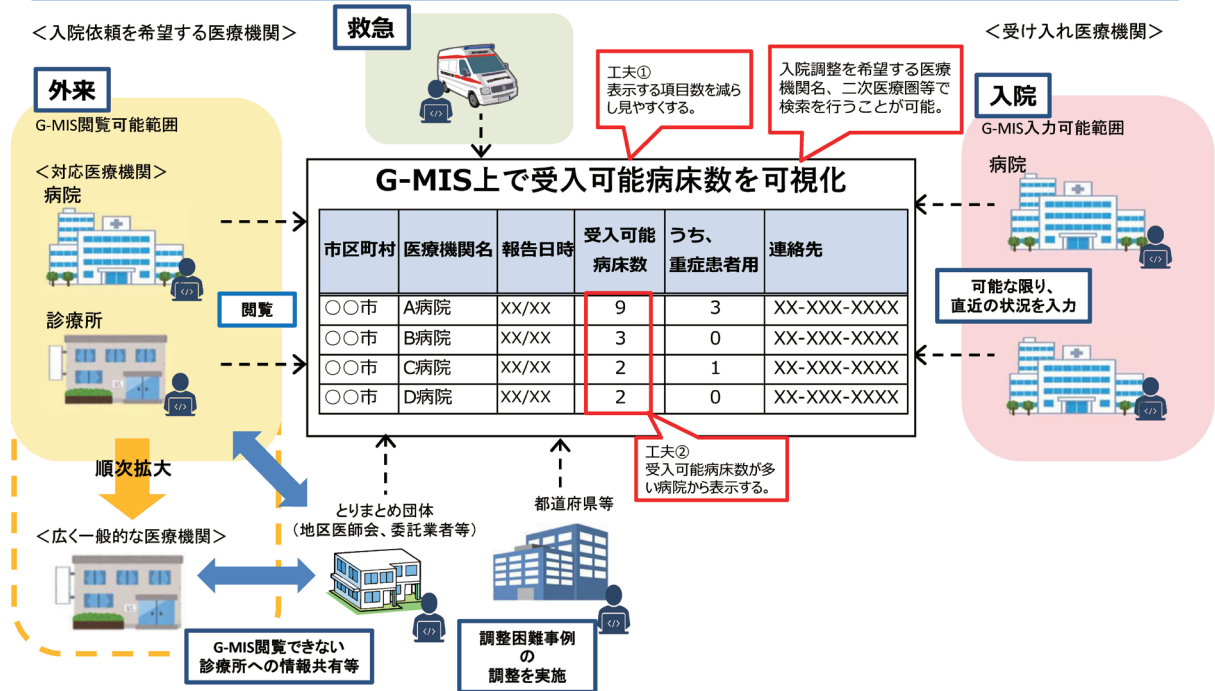 ＜入院依頼を希望する医療機関＞
救急
＜受け入れ医療機関＞
外来
G-MIS閲覧可能範囲
＜対応医療機関＞
病院
診療所
閲覧
工夫①
表示する項目数を減ら
し見やすくする。
入院調整を希望する医療
機関名、二次医療圏等で
検索を行うことが可能。
入院
G-MIS入力可能範囲
病院
可能な限り、
直近の状況を入力
G-MIS上で受入可能病床数を可視化
市区町村 医療機関名 報告日時 受入可能 うち、 連絡先
病床数 重症患者用
〇〇市 A病院 XX/XX 9 3 XX-XXX-XXXX
〇〇市 B病院 XX/XX 3 0 XX-XXX-XXXX
〇〇市 C病院 XX/XX 2 1 XX-XXX-XXXX
〇〇市 D病院 XX/XX 2 0 XX-XXX-XXXX
工夫②
受入可能病床数が多
い病院から表示する。
順次拡大
＜広く一般的な医療機関＞
とりまとめ団体
（地区医師会、委託業者等）
都道府県等
G-MIS閲覧できない
診療所への情報共有等
調整困難事例
の
調整を実施